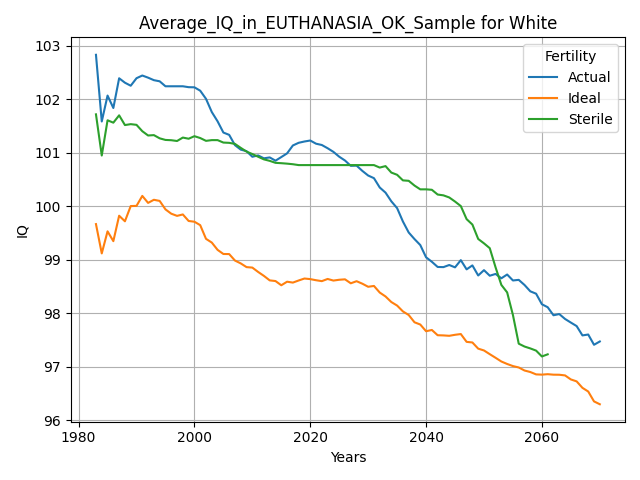 Average_IQ_in_EUTHANASIA_OK_Sample for White
IQ
103
102
101
100
99
98
97
96
1980
2000
2020
2040
2060
Years
Fertility
Actual
Ideal
Sterile